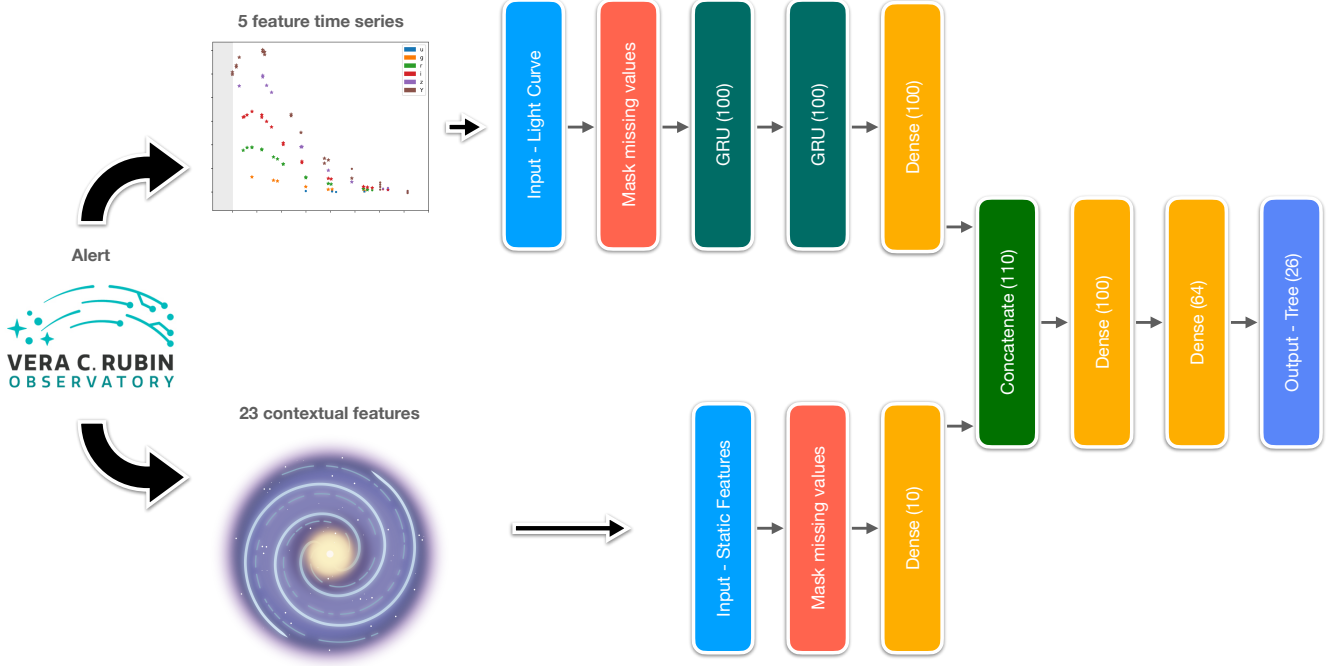 5 feature time series
u
g
r
i
z
Y
Input - Light Curve
Mask missing values
GRU (100)
GRU (100)
Dense (100)
Alert
VERA C. RUBIN
OBSERVATORY
23 contextual features
Input - Static Features
Mask missing values
Dense (10)
Concatenate (110)
Dense (100)
Dense (64)
Output - Tree (26)